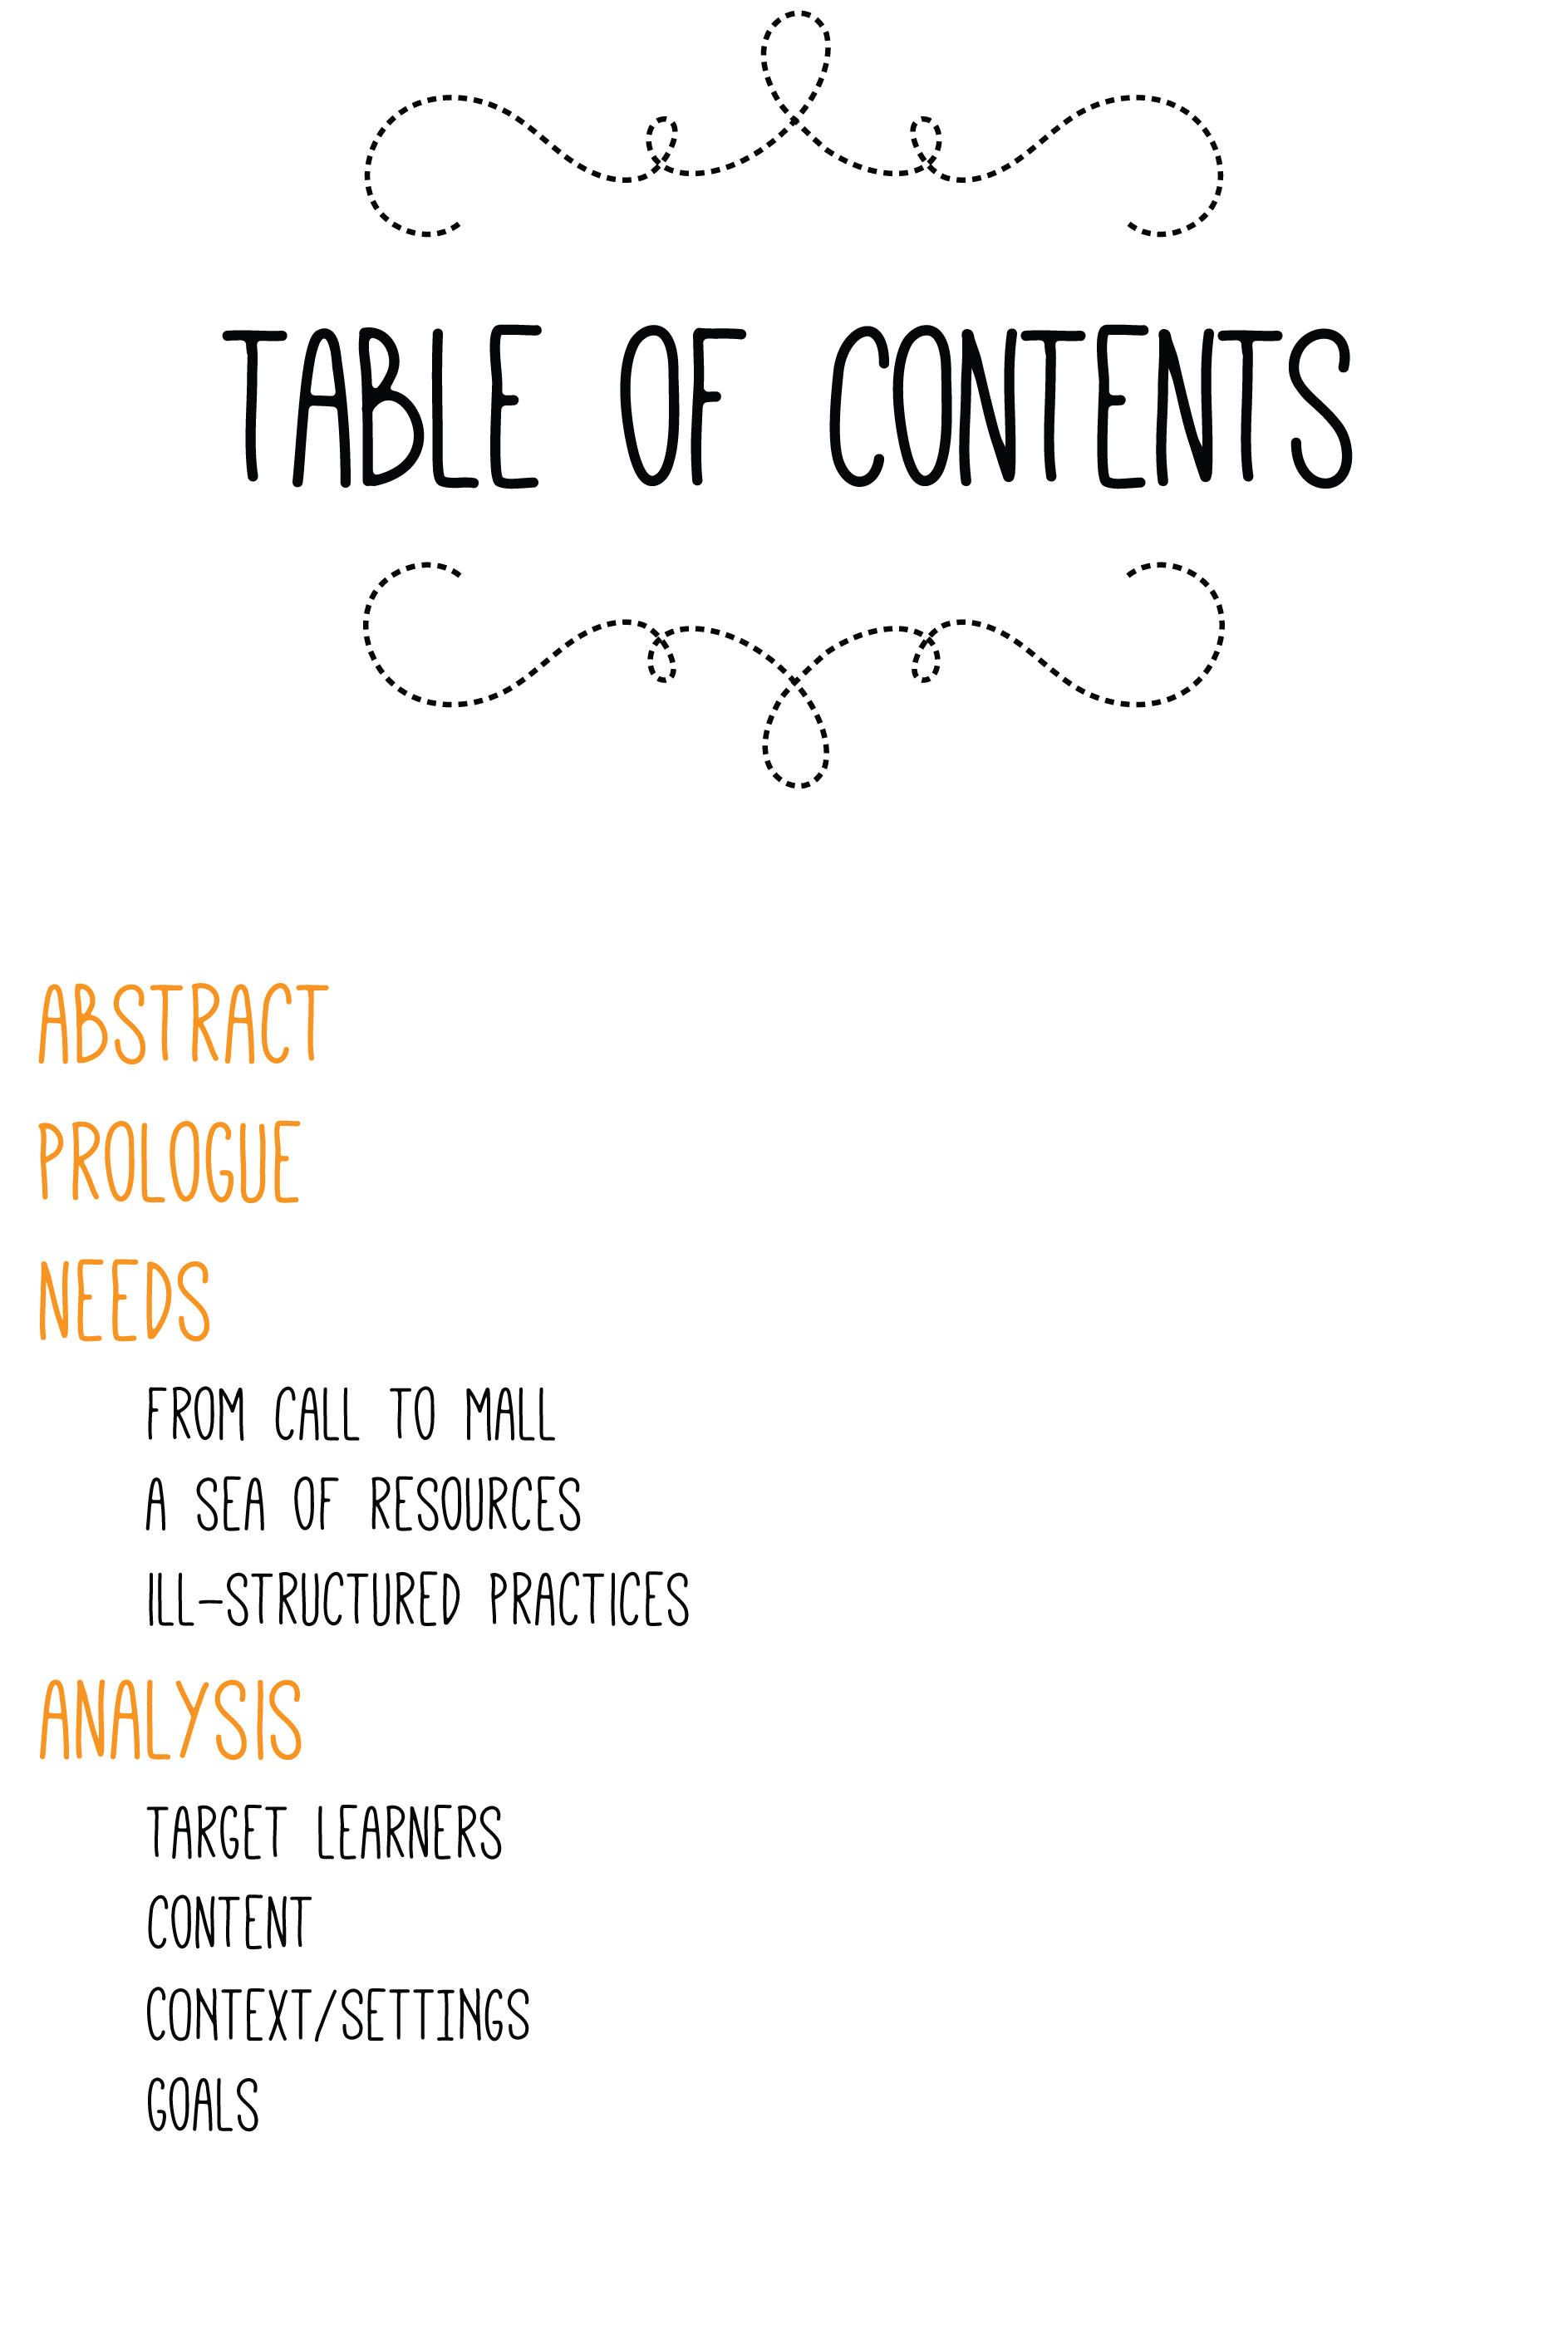 TABLE OF CONTENTS
ABSTRACT
PROLOGUE
NEEDS
FROM CALL TO MALL
A SEA OF RESOURCES
ILL-STRUCTURED PRACTICES
ANALYSIS
TARGET LEARNERS
CONTENT
CONTEXT/SETTINGS
GOALS